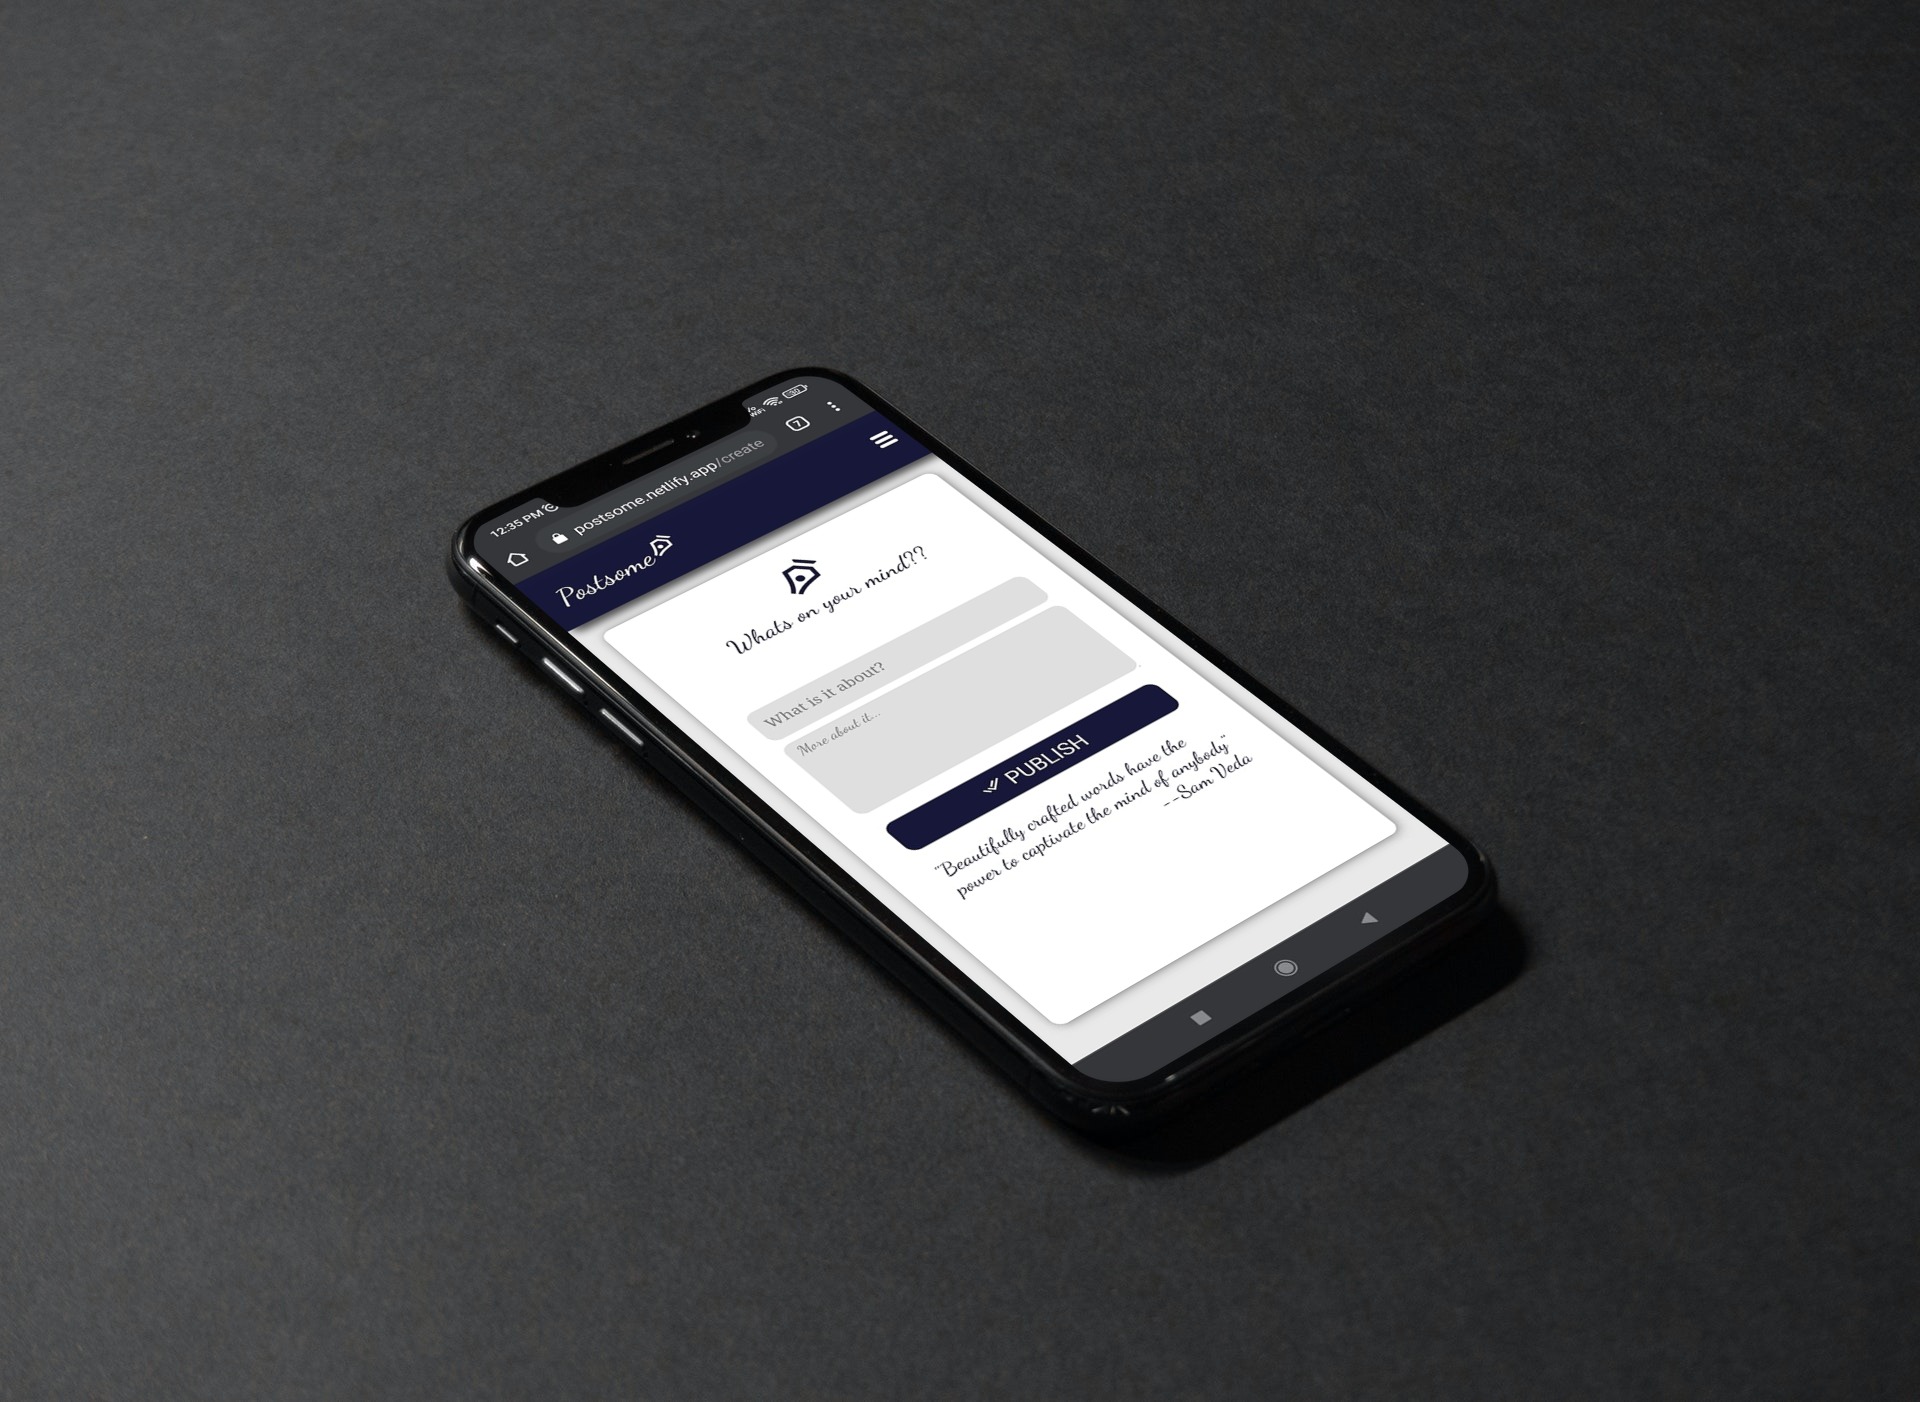 12:35 PM
30
postsome.netlify.app/create
7
Postsome
Whats on your mind??
What is it about?
More about it...
PUBLISH
"Beautifully crafted words have the
power to captivate the mind of anybody"
--Sam Veda